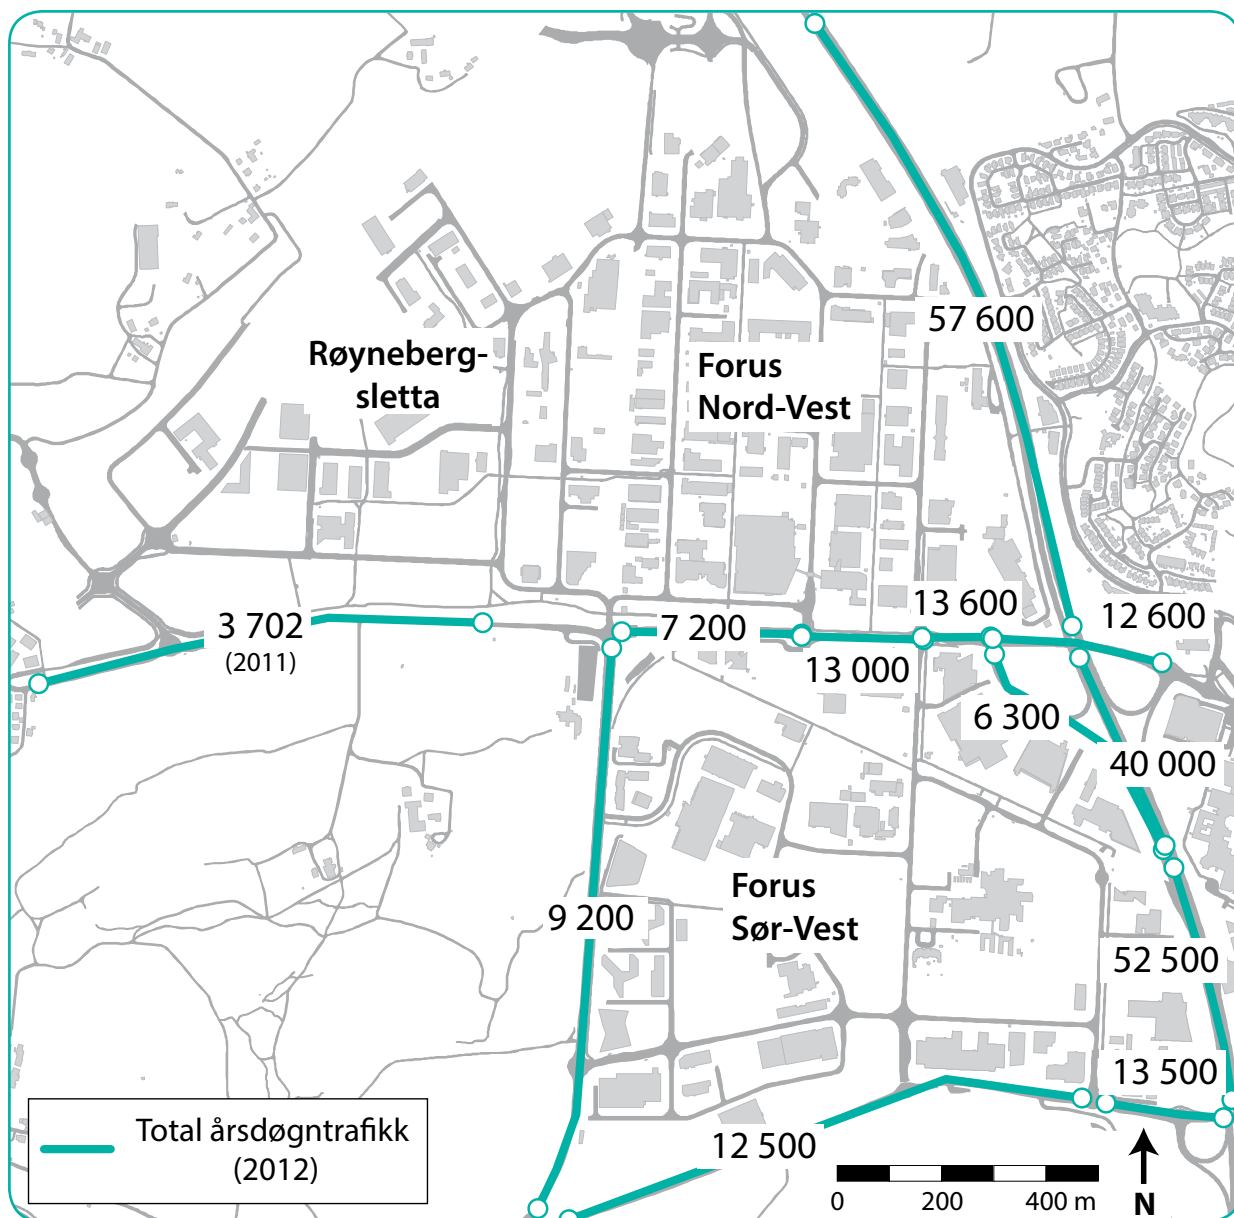 57 600
Røyneberg-
sletta
Forus
Nord-Vest
13 600
12 600
3 702
(2011)
7 200
13 000
6 300
40 000
Forus
Sør-Vest
9 200
52 500
13 500
12 500
Total årsdøgntrafikk
(2012)
0 200 400 m
N